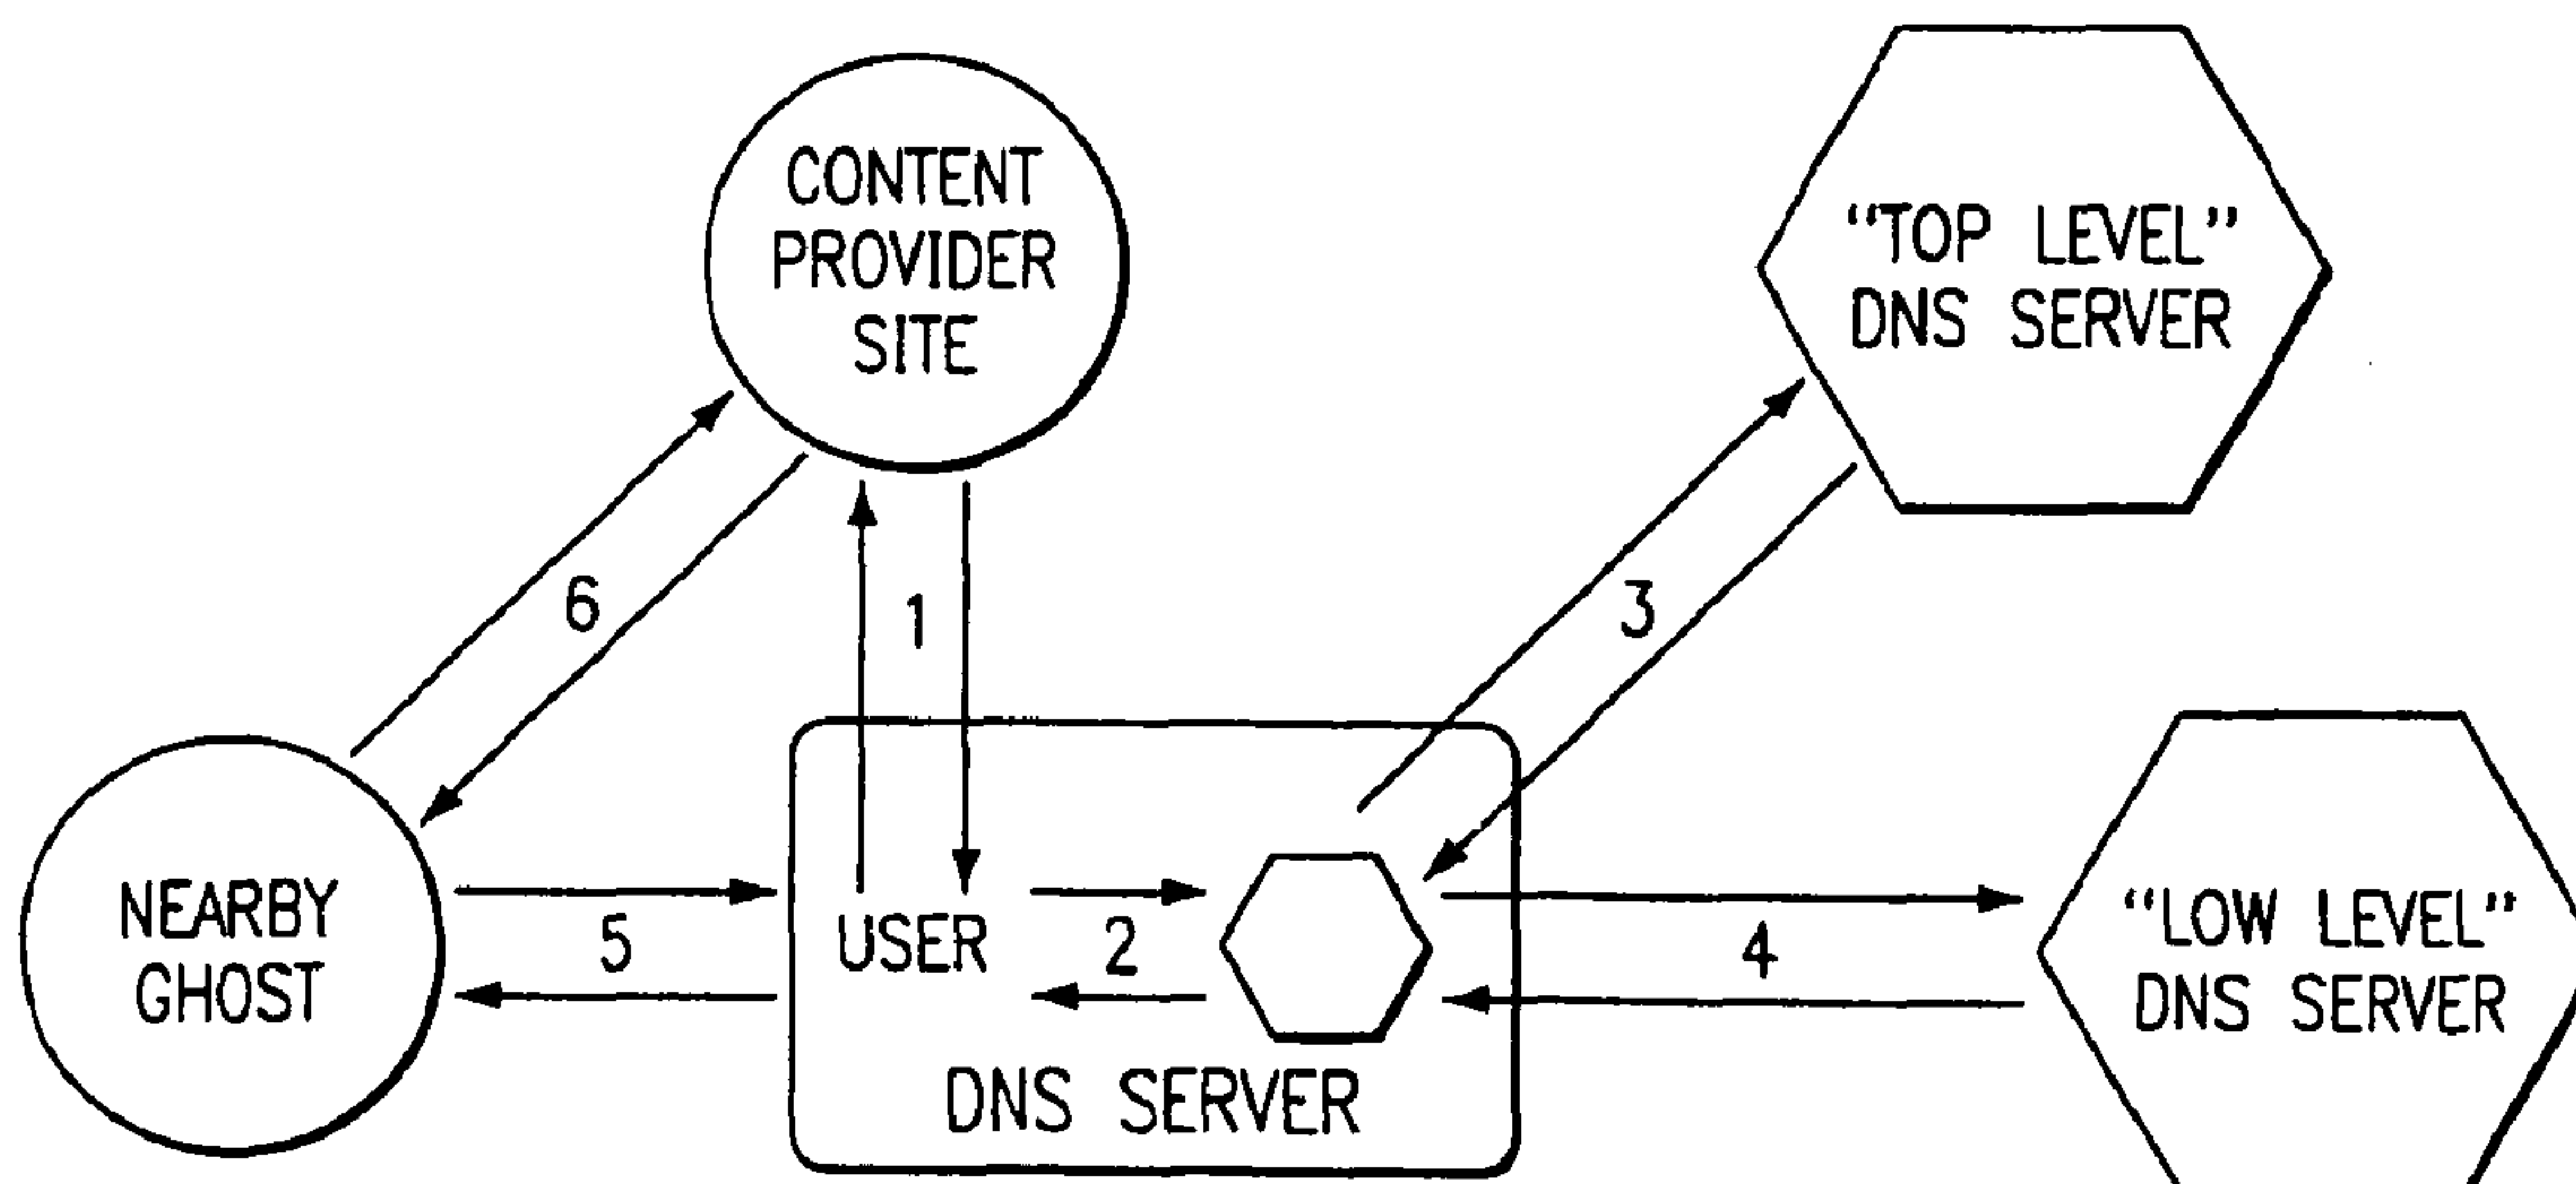 CONTENT
PROVIDER
SITE
“TOP LEVEL”
DNS SERVER
6
1
3
NEARBY
GHOST
5
USER
2
4
“LOW LEVEL”
DNS SERVER
DNS SERVER